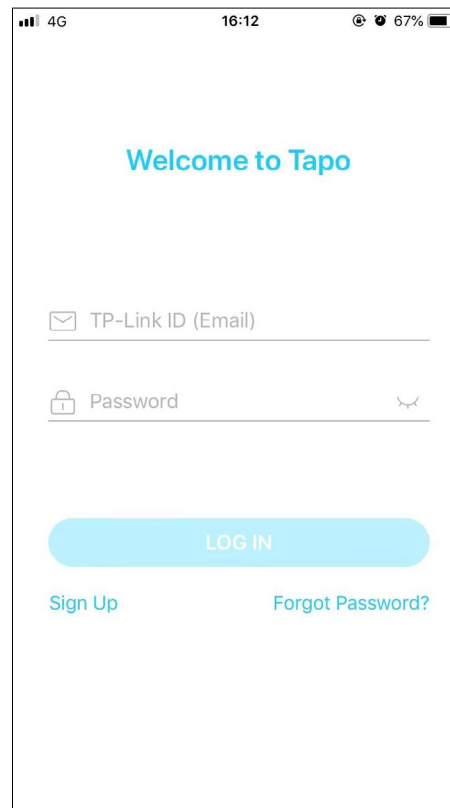 4G 16:12 67%
Welcome to Tapo
TP-Link ID (Email)
Password
LOG IN
Sign Up Forgot Password?